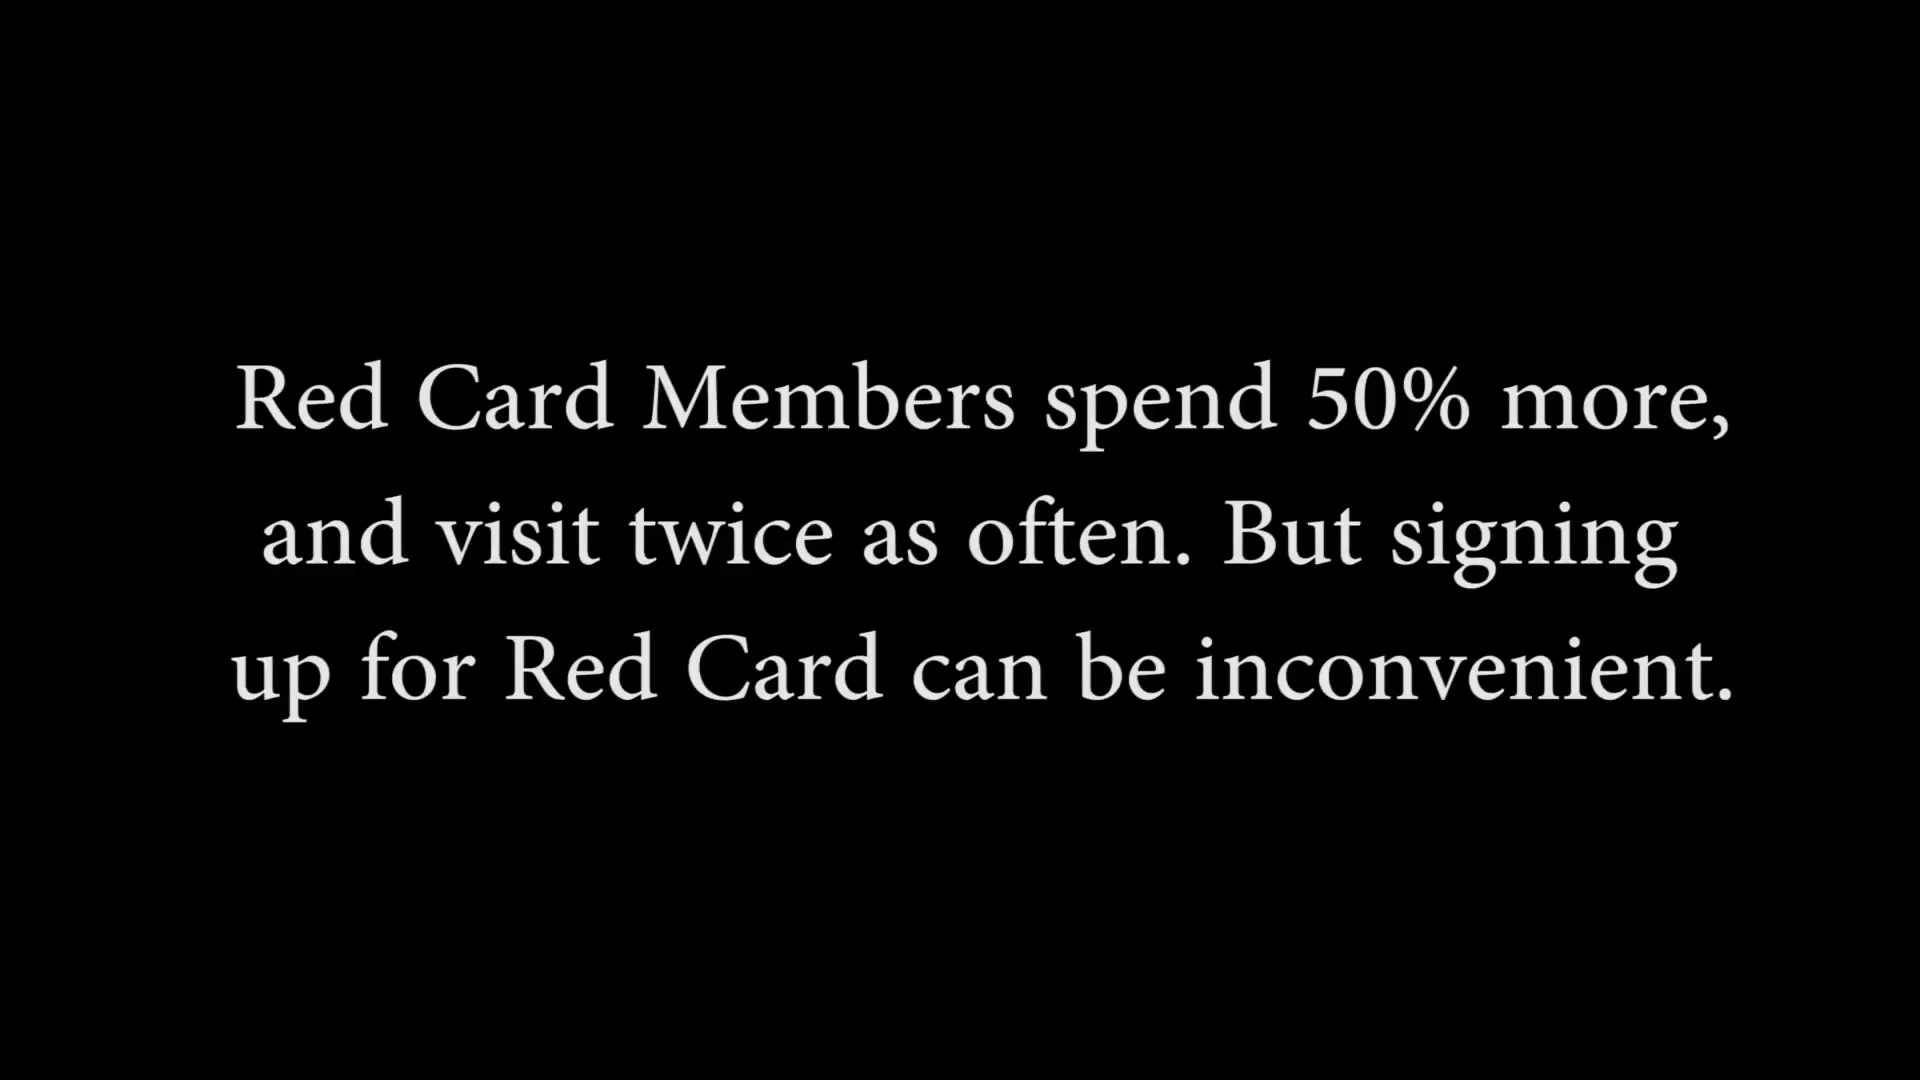 Red Card Members spend 50% more,
and visit twice as often. But signing
up for Red Card can be inconvenient.